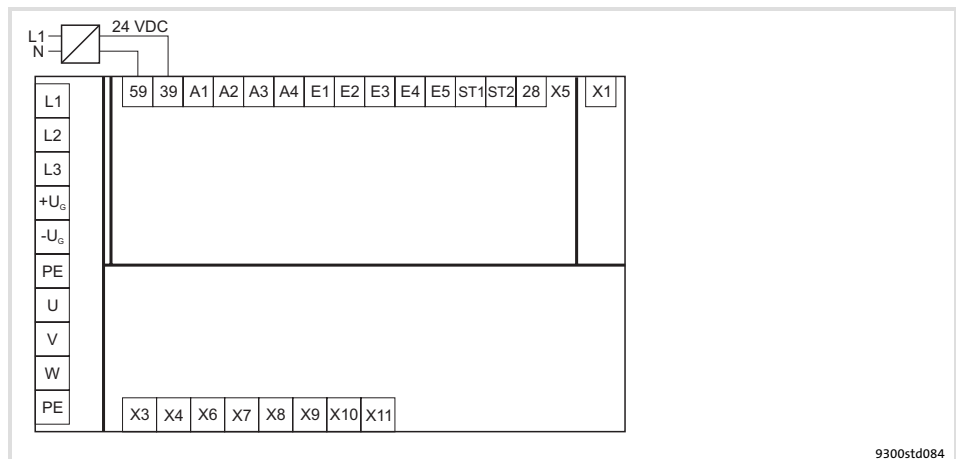 24 VDC
L1
N
59 39 A1 A2 A3 A4 E1 E2 E3 E4 E5 ST1 ST2 28 X5 X1
L1
L2
L3
+UG
-UG
PE
U
V
W
PE
X3 X4 X6 X7 X8 X9 X10 X11
9300std084